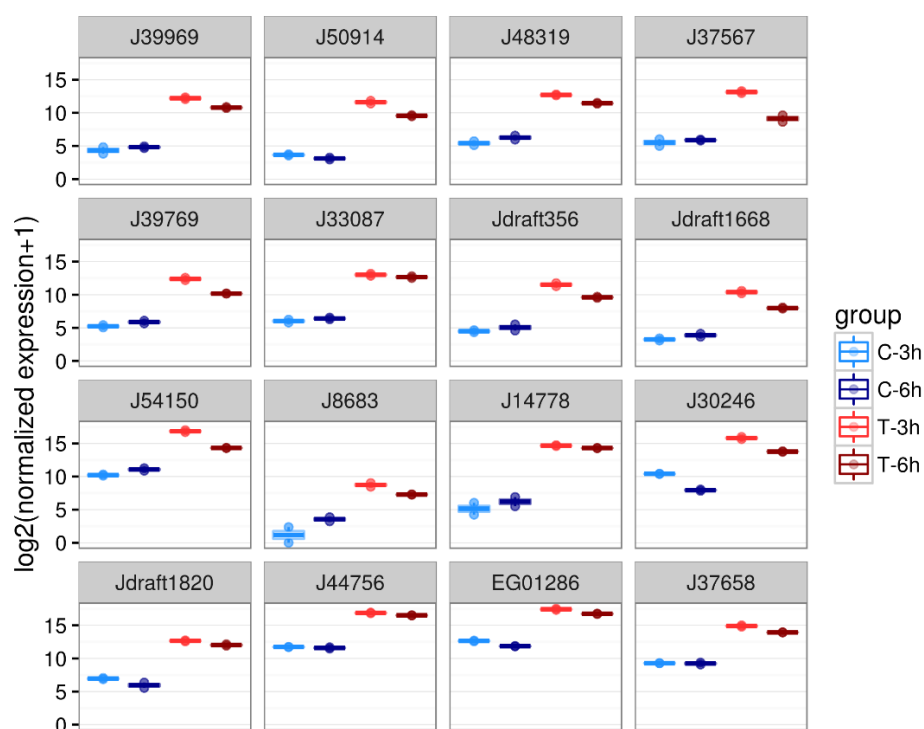 J39969 J50914 J48319 J37567
15
10
5
0
J39769 J33087 Jdraft356 Jdraft1668
15
10
5
0
J54150 J8683 J14778 J30246
15
10
5
0
Jdraft1820 J44756 EG01286 J37658
15
10
5
0
log2(normalized expression+1)
group
C-3h
C-6h
T-3h
T-6h